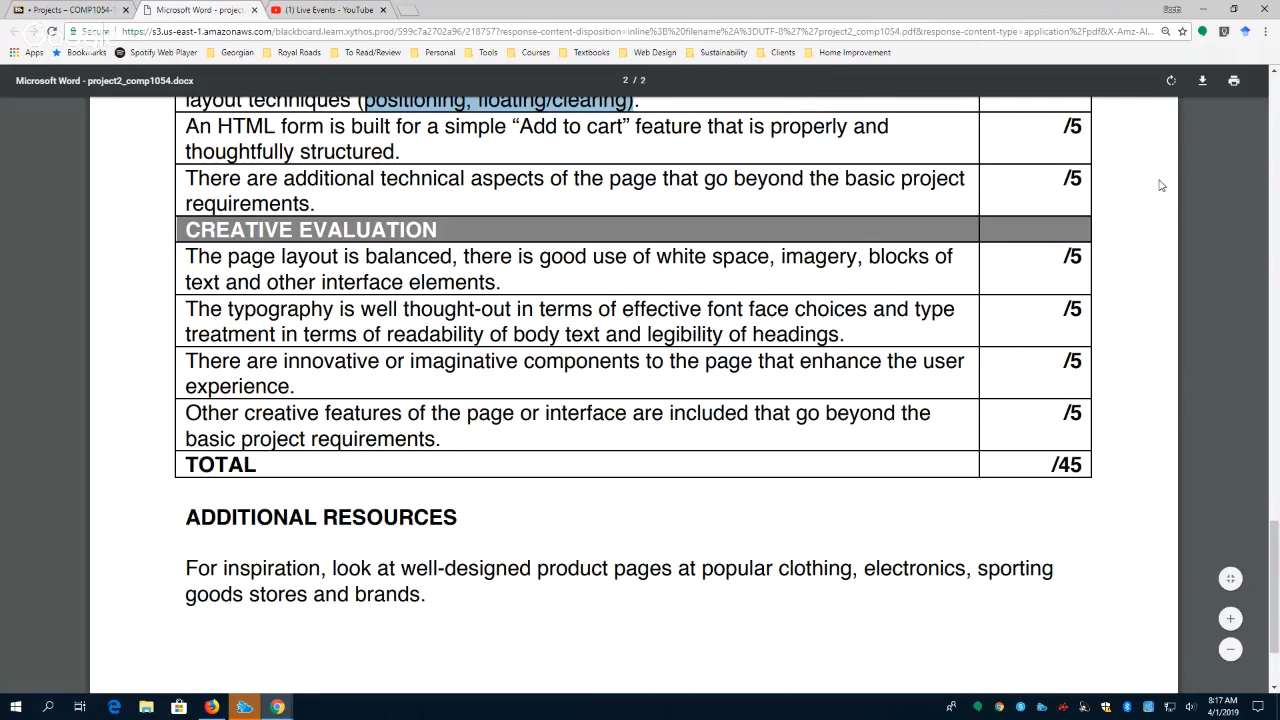 Projects – COMP1054-
Microsoft Word - project
(1) Live Events - YouTube
Secure
https://s3.us-east-1.amazonaws.com/blackboard.learn.xythos.prod/599c7a2702a96/218757?response-content-disposition=inline%3B%20filename%2A%3DUTF-8%27%27project2_comp1054.pdf&response-content-type=application%2Fpdf&X-Amz-Al...
Apps Bookmarks Spotify Web Player Georgian Royal Roads To Read/Review Personal Tools Courses Textbooks Web Design Sustainability Clients Home Improvement
Microsoft Word - project2_comp1054.docx
2 / 2
layout techniques (positioning, floating/clearing).
An HTML form is built for a simple “Add to cart” feature that is properly and /5
thoughtfully structured.
There are additional technical aspects of the page that go beyond the basic project /5
requirements.
CREATIVE EVALUATION
The page layout is balanced, there is good use of white space, imagery, blocks of /5
text and other interface elements.
The typography is well thought-out in terms of effective font face choices and type /5
treatment in terms of readability of body text and legibility of headings.
There are innovative or imaginative components to the page that enhance the user /5
experience.
Other creative features of the page or interface are included that go beyond the /5
basic project requirements.
TOTAL /45
ADDITIONAL RESOURCES
For inspiration, look at well-designed product pages at popular clothing, electronics, sporting
goods stores and brands.
8:17 AM
4/1/2019